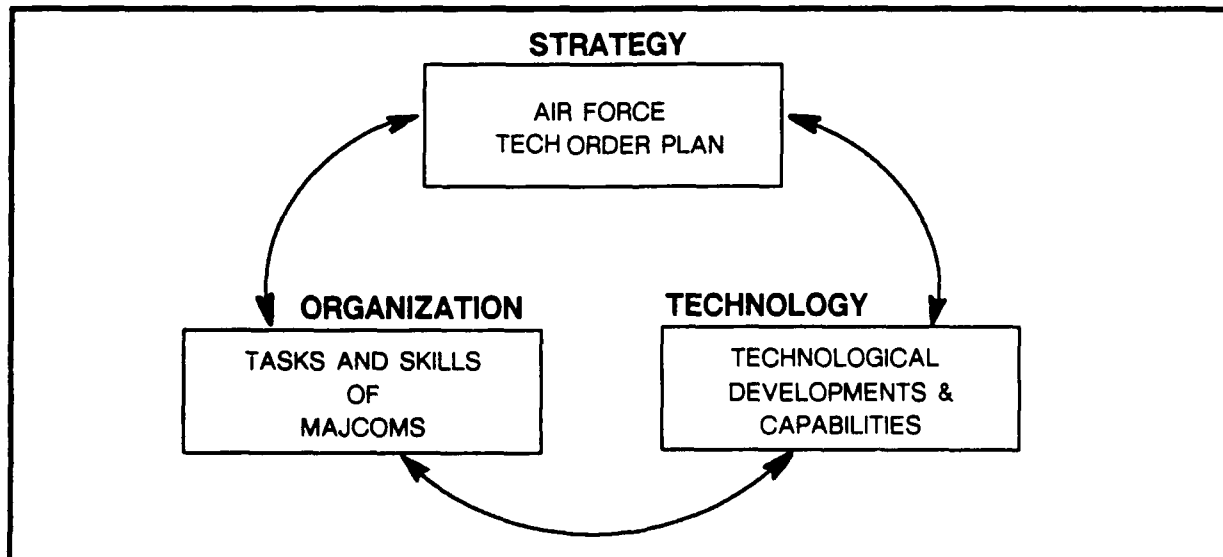 STRATEGY
AIR FORCE
TECH ORDER PLAN
ORGANIZATION
TASKS AND SKILLS
OF
MAJCOMS
TECHNOLOGY
TECHNOLOGICAL
DEVELOPMENTS &
CAPABILITIES